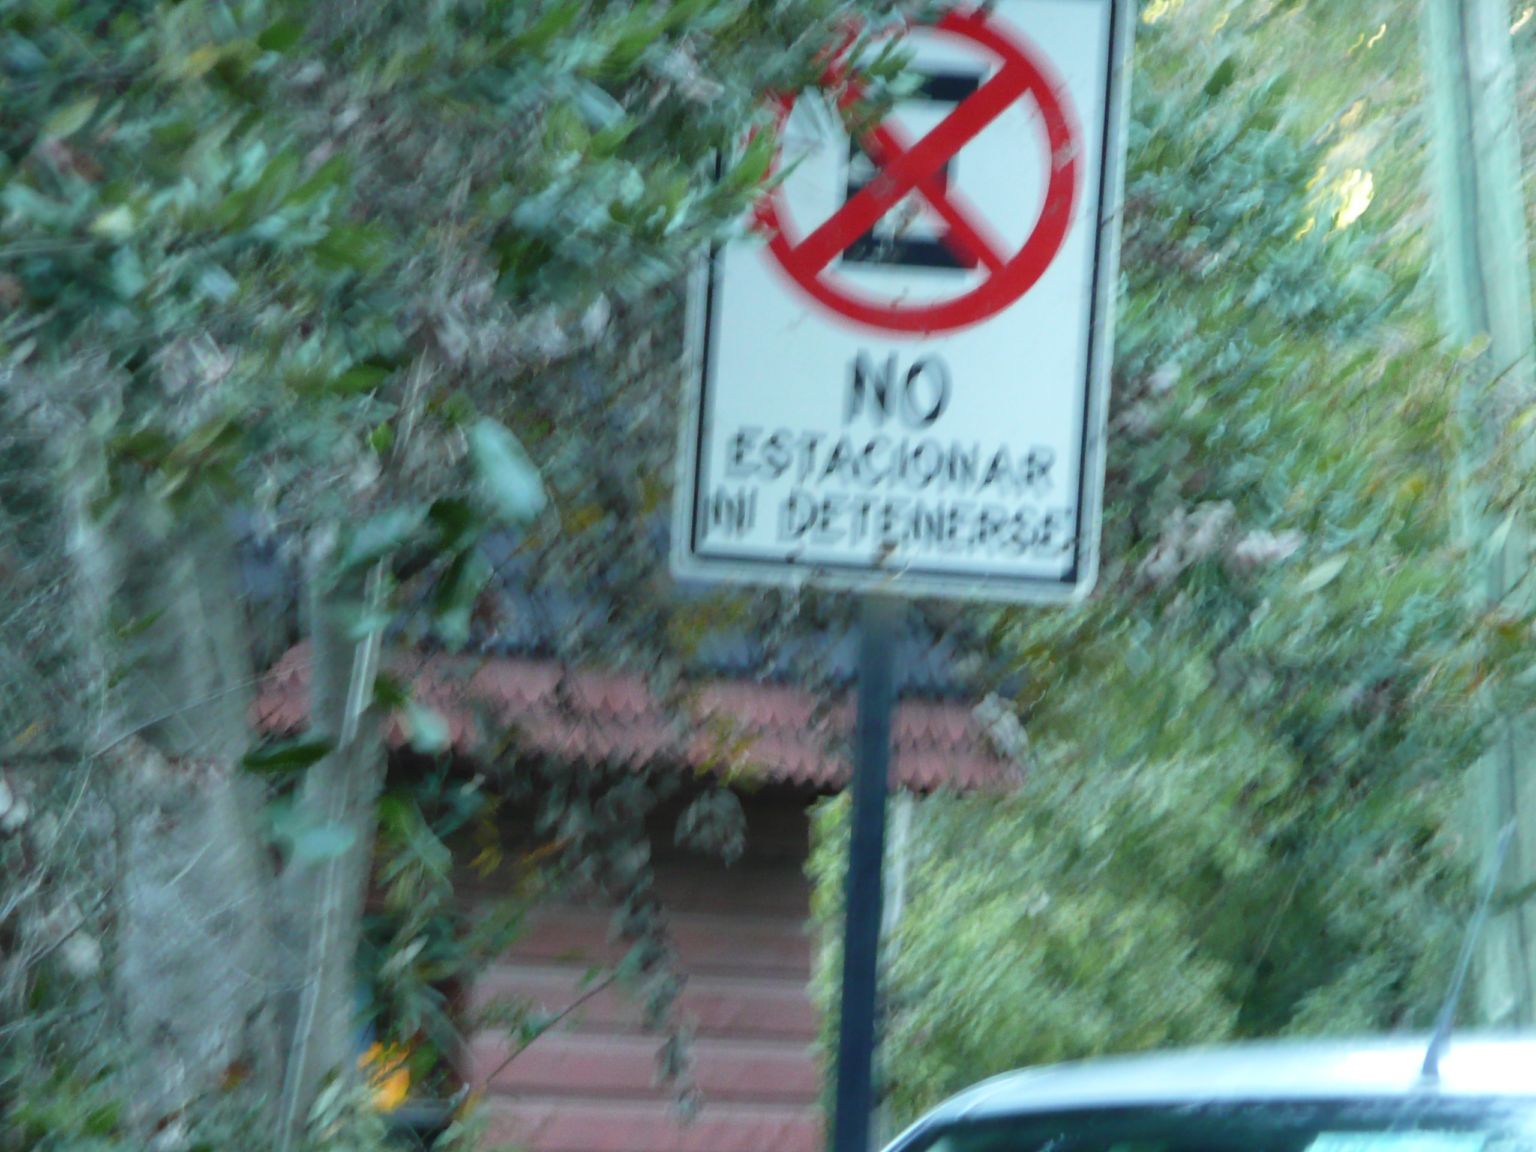 E
NO
ESTACIONAR
NI DETENERSE